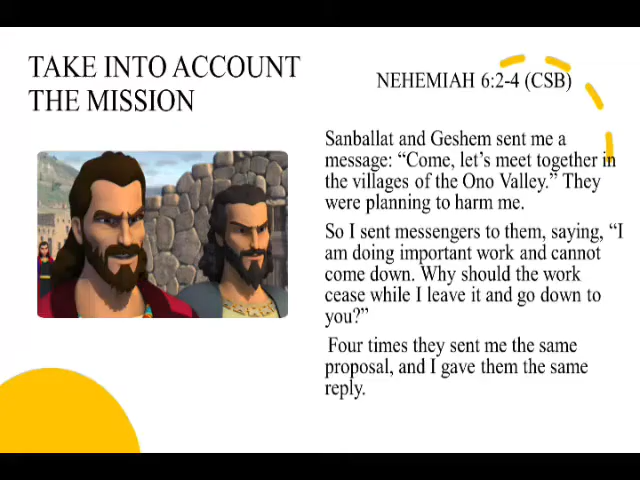 TAKE INTO ACCOUNT
THE MISSION
NEHEMIAH 6:2-4 (CSB)
Sanballat and Geshem sent me a
message: “Come, let’s meet together in
the villages of the Ono Valley.” They
were planning to harm me.
So I sent messengers to them, saying, “I
am doing important work and cannot
come down. Why should the work
cease while I leave it and go down to
you?”
Four times they sent me the same
proposal, and I gave them the same
reply.